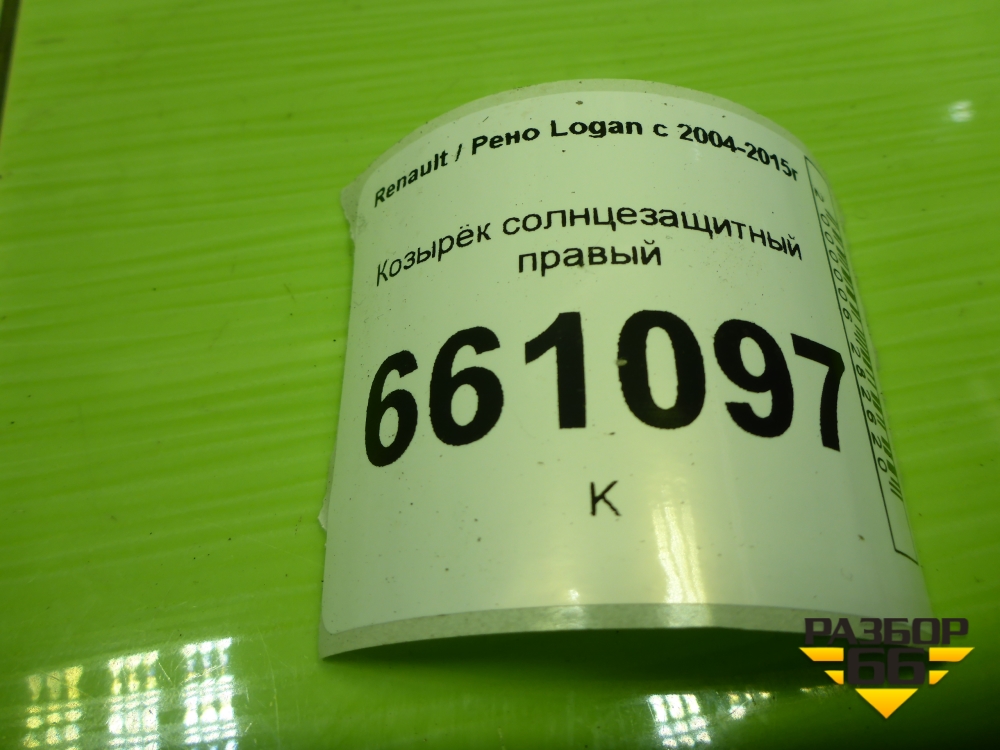 Renault / Рено Logan с 2004-2015г
Козырёк солнцезащитный
правый
661097
К
РАЗБОР
66